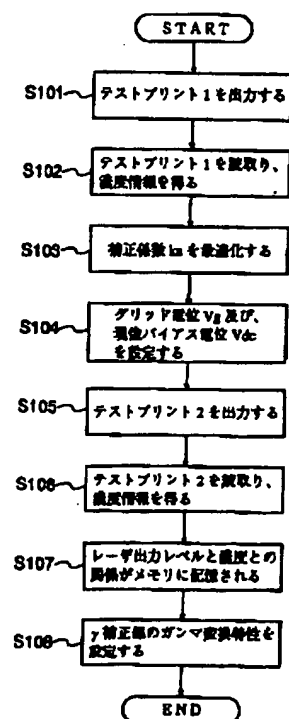 START
S101
テストプリント1を出力する
S102
テストプリント1を読取り、
濃度情報を得る
S103
補正係数 km を最適化する
S104
グリッド電位 Vg 及び、
現像バイアス電位 Vdc
を設定する
S105
テストプリント2を出力する
S106
テストプリント2を読取り、
濃度情報を得る
S107
レーザ出力レベルと濃度との
関係がメモリに記憶される
S108
γ補正部のガンマ変換特性を
設定する
END